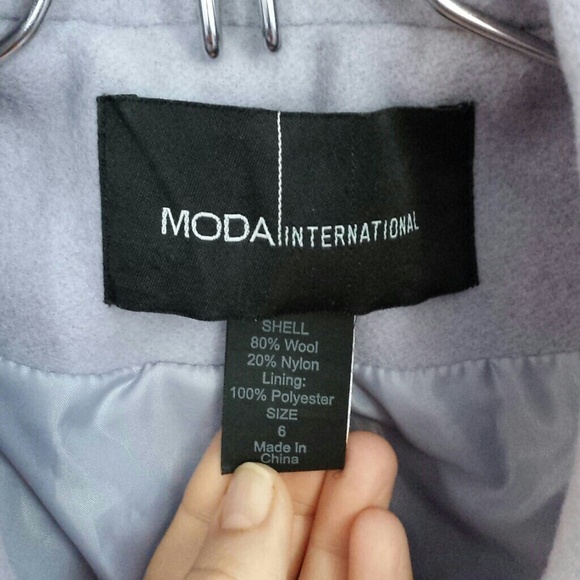 MODA INTERNATIONAL
SHELL
80% Wool
20% Nylon
Lining:
100% Polyester
SIZE
6
Made In
China